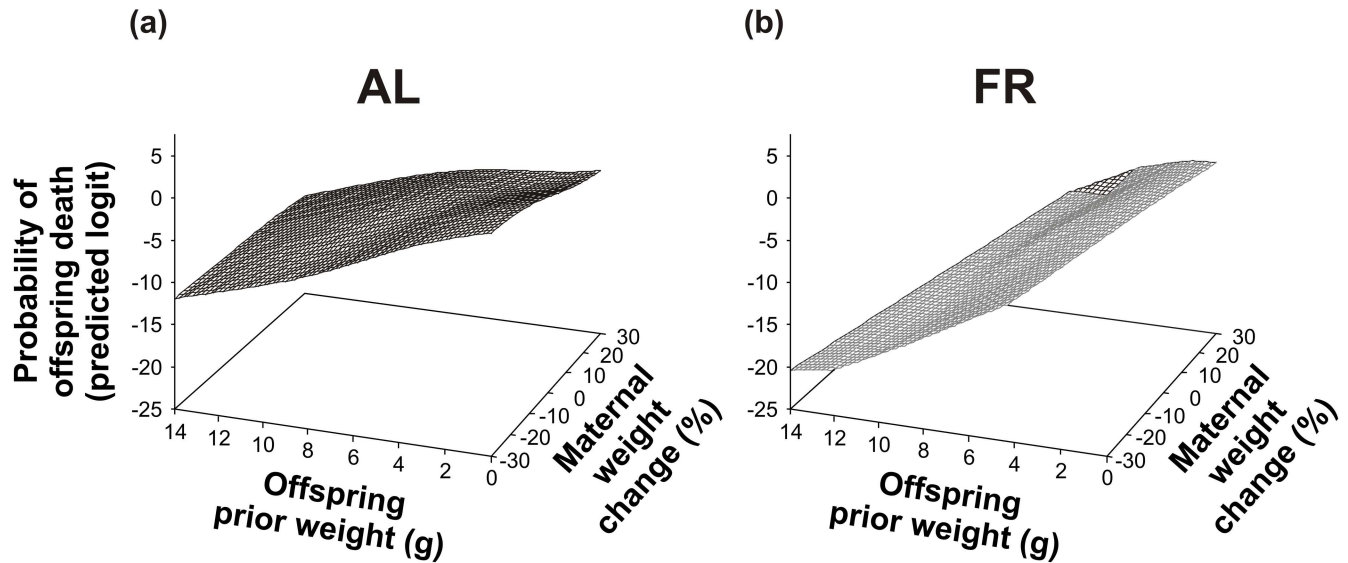 (a)
AL
Probability of
offspring death
(predicted logit)
5
0
-5
-10
-15
-20
-25
14
12
10
8
6
4
2
0
Offspring
prior weight (g)
30
20
10
0
-10
-20
-30
Maternal
weight
change (%)
(b)
FR
5
0
-5
-10
-15
-20
-25
14
12
10
8
6
4
2
0
Offspring
prior weight (g)
30
20
10
0
-10
-20
-30
Maternal
weight
change (%)